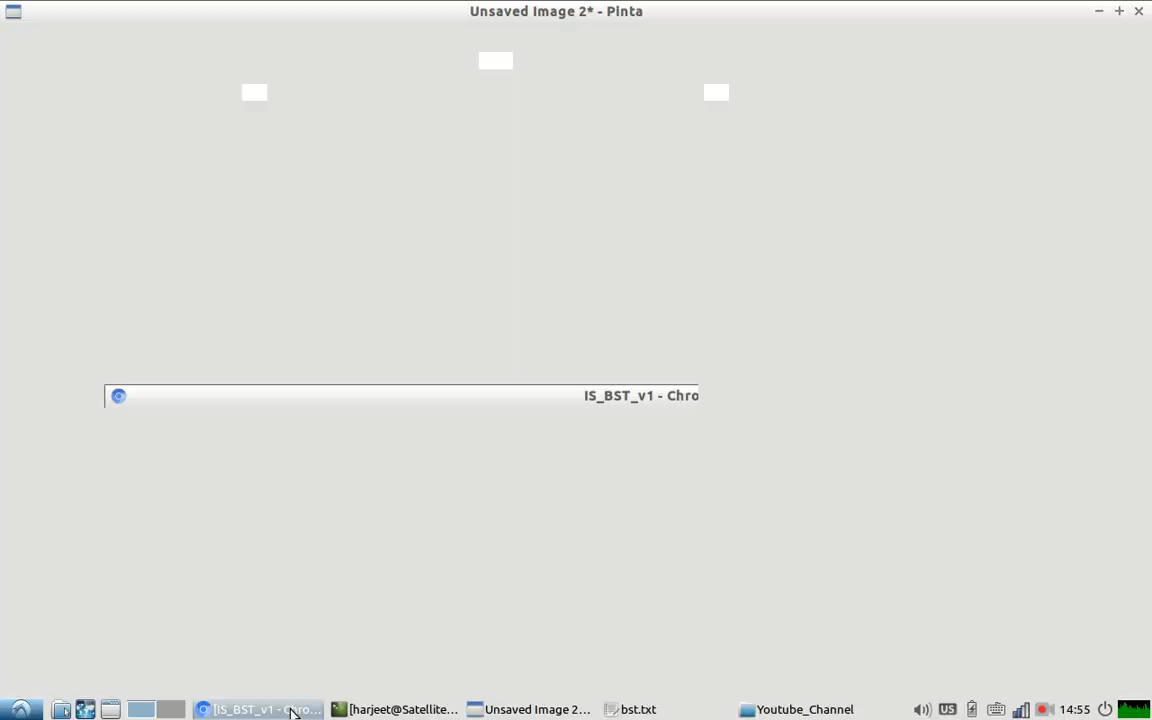 Unsaved Image 2* - Pinta
IS_BST_v1 - Chro
[IS_BST_v1 - Chro...
[harjeet@Satellite...
Unsaved Image 2...
bst.txt
Youtube_Channel
US
14:55